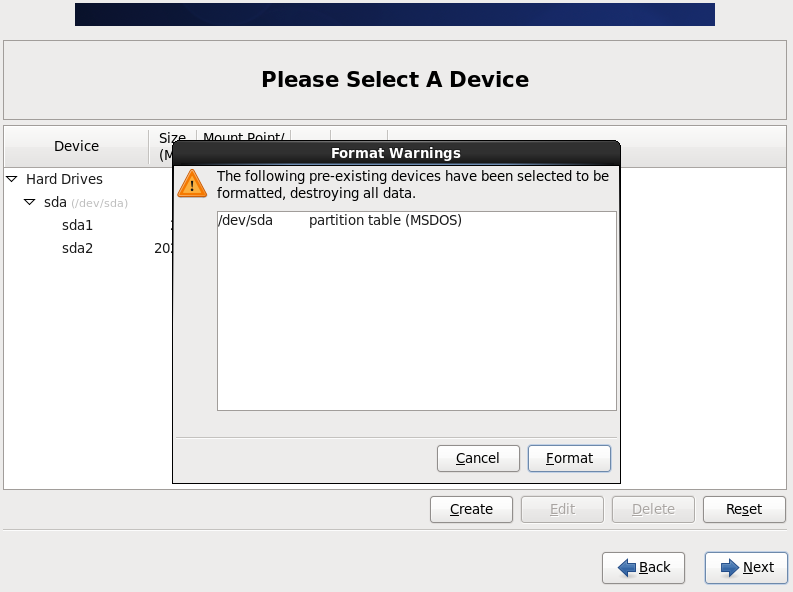 Please Select A Device
Device
Size
Mount Point/
Format Warnings
The following pre-existing devices have been selected to be
formatted, destroying all data.
/dev/sda partition table (MSDOS)
Hard Drives
sda (/dev/sda)
sda1
sda2
Cancel
Format
Create
Edit
Delete
Reset
Back
Next